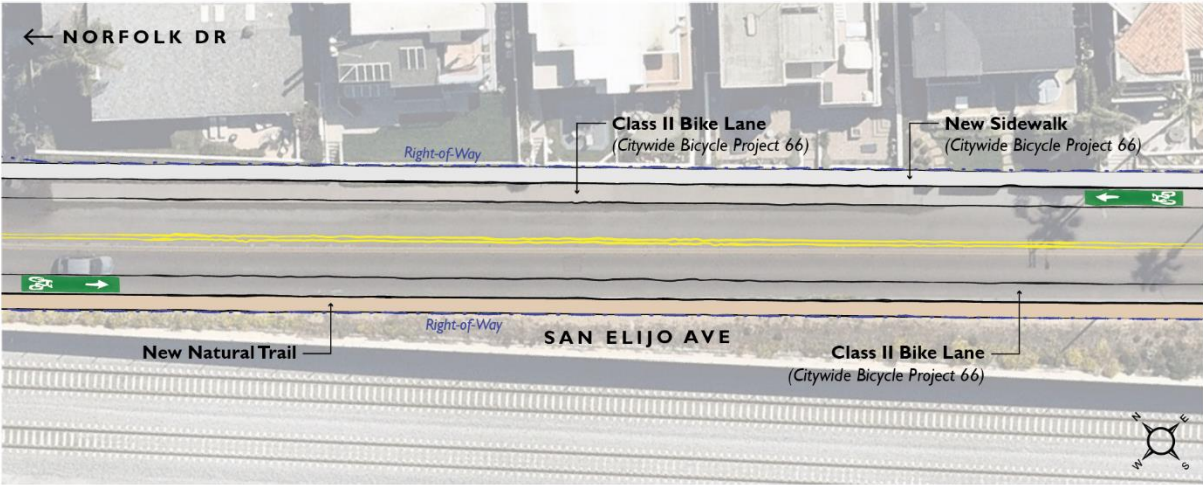 ← NORFOLK DR
Class II Bike Lane
(Citywide Bicycle Project 66)
New Sidewalk
(Citywide Bicycle Project 66)
Right-of-Way
Right-of-Way
SAN ELIJO AVE
New Natural Trail
Class II Bike Lane
(Citywide Bicycle Project 66)
N
E
W
S